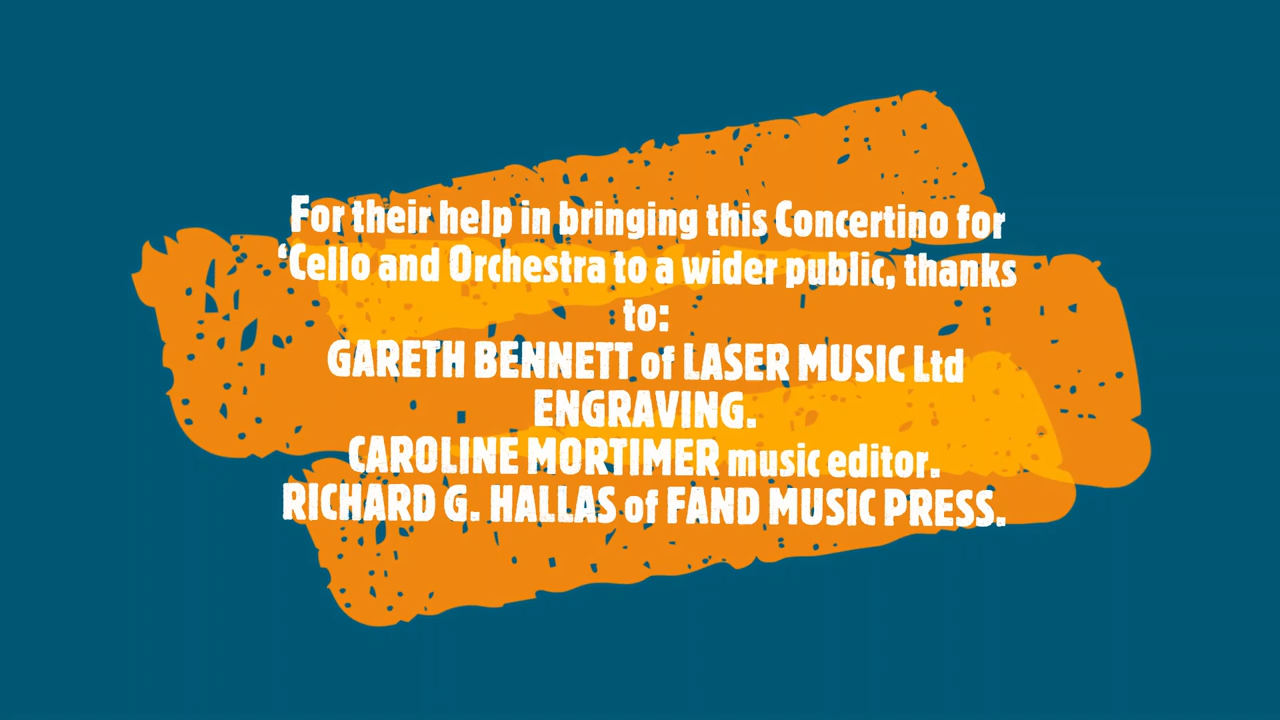 For their help in bringing this Concertino for
‘Cello and Orchestra to a wider public, thanks
to:
GARETH BENNETT of LASER MUSIC Ltd
ENGRAVING.
CAROLINE MORTIMER music editor.
RICHARD G. HALLAS of FAND MUSIC PRESS.